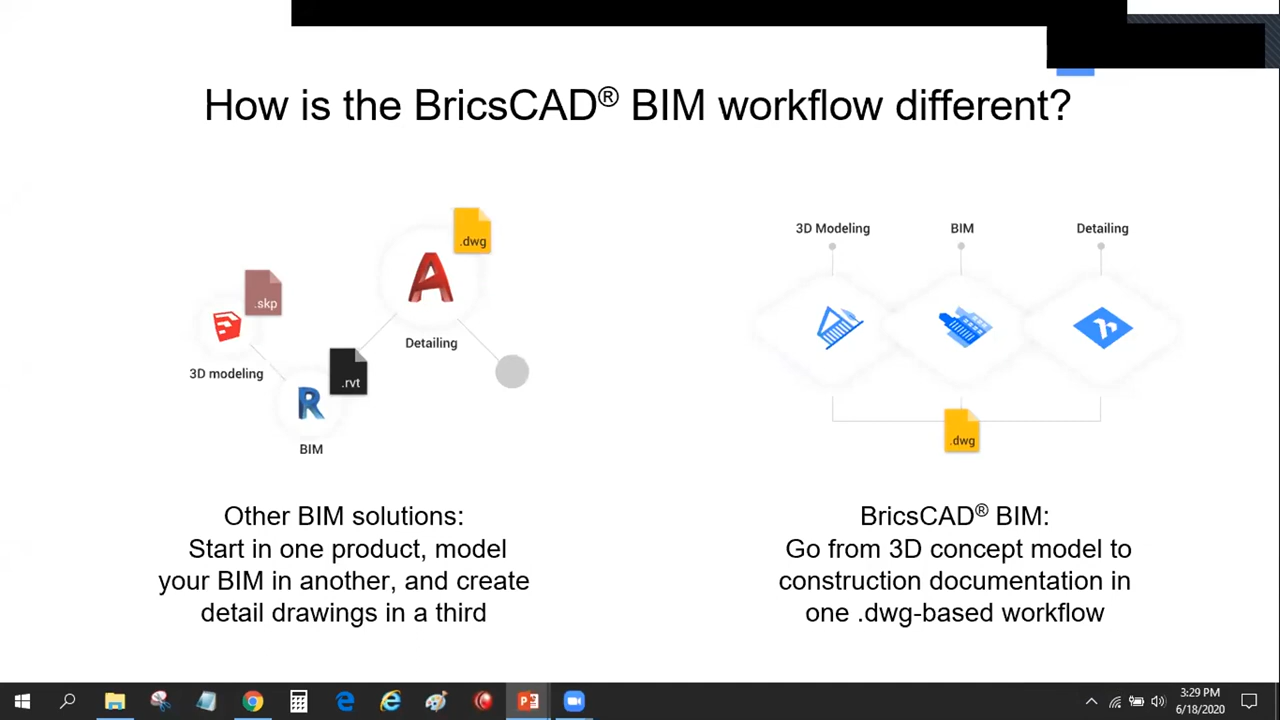 How is the BricsCAD® BIM workflow different?
.dwg
.skp
Detailing
3D modeling
.rvt
BIM
3D Modeling
BIM
Detailing
.dwg
Other BIM solutions:
Start in one product, model
your BIM in another, and create
detail drawings in a third
BricsCAD® BIM:
Go from 3D concept model to
construction documentation in
one .dwg-based workflow
3:29 PM
6/18/2020